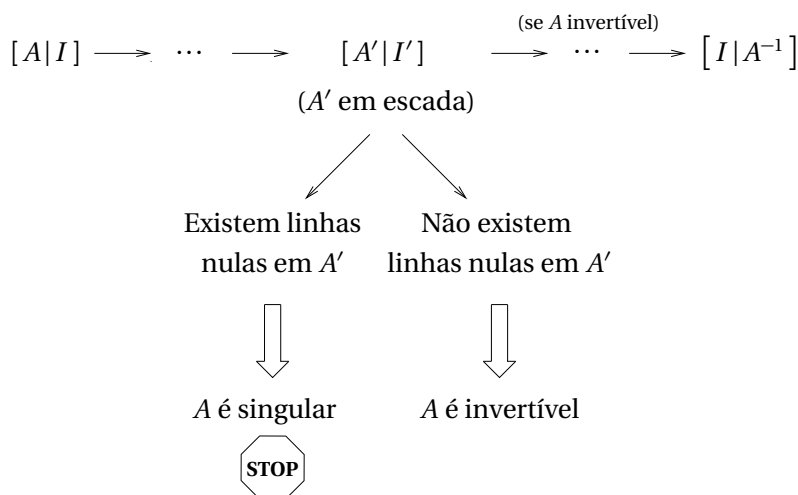 (se A invertível)
[A|I] ⟶ ⋯ ⟶ [A′|I′] ⟶ ⋯ ⟶ [I|A⁻¹]
(A′ em escada)
Existem linhas Não existem
nulas em A′ linhas nulas em A′
A é singular A é invertível
STOP